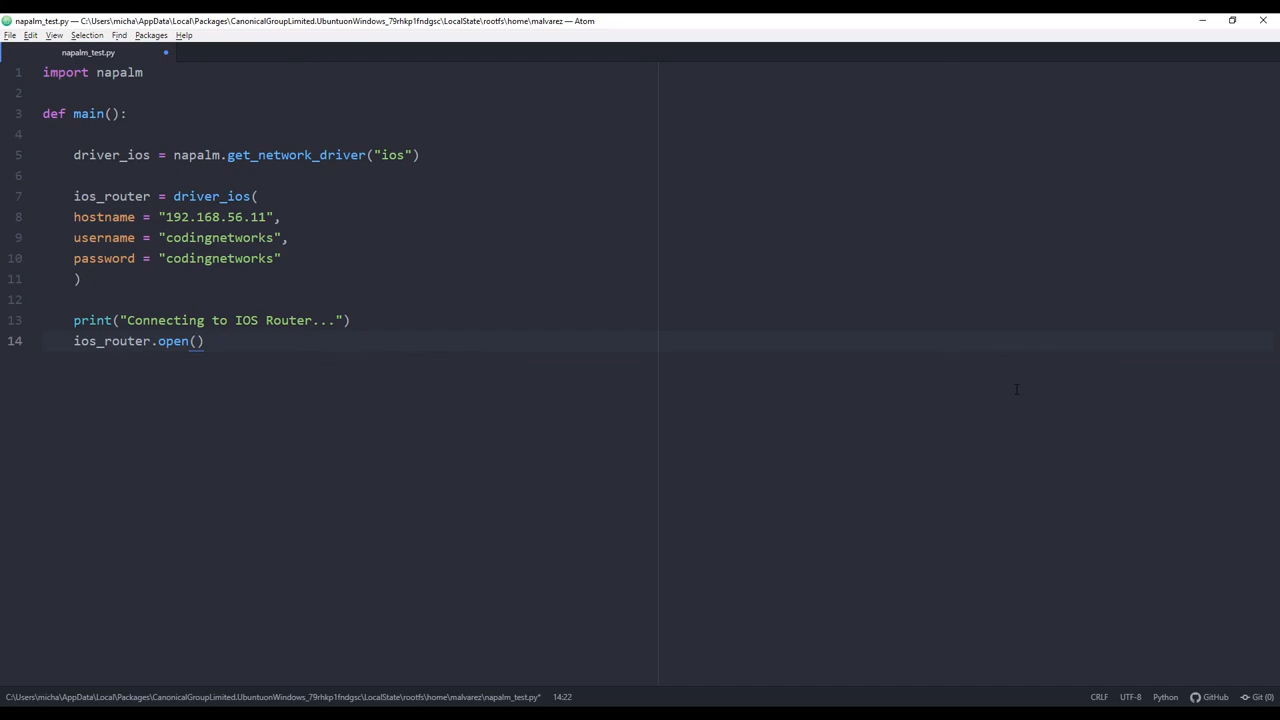 napalm_test.py — C:\Users\micha\AppData\Local\Packages\CanonicalGroupLimited.UbuntuonWindows_79rhkp1fndgsc\LocalState\rootfs\home\malvarez — Atom
File Edit View Selection Find Packages Help
napalm_test.py
1 import napalm
2
3 def main():
4
5 driver_ios = napalm.get_network_driver("ios")
6
7 ios_router = driver_ios(
8 hostname = "192.168.56.11",
9 username = "codingnetworks",
10 password = "codingnetworks"
11 )
12
13 print("Connecting to IOS Router...")
14 ios_router.open()
C:\Users\micha\AppData\Local\Packages\CanonicalGroupLimited.UbuntuonWindows_79rhkp1fndgsc\LocalState\rootfs\home\malvarez\napalm_test.py* 14:22 CRLF UTF-8 Python GitHub Git (0)